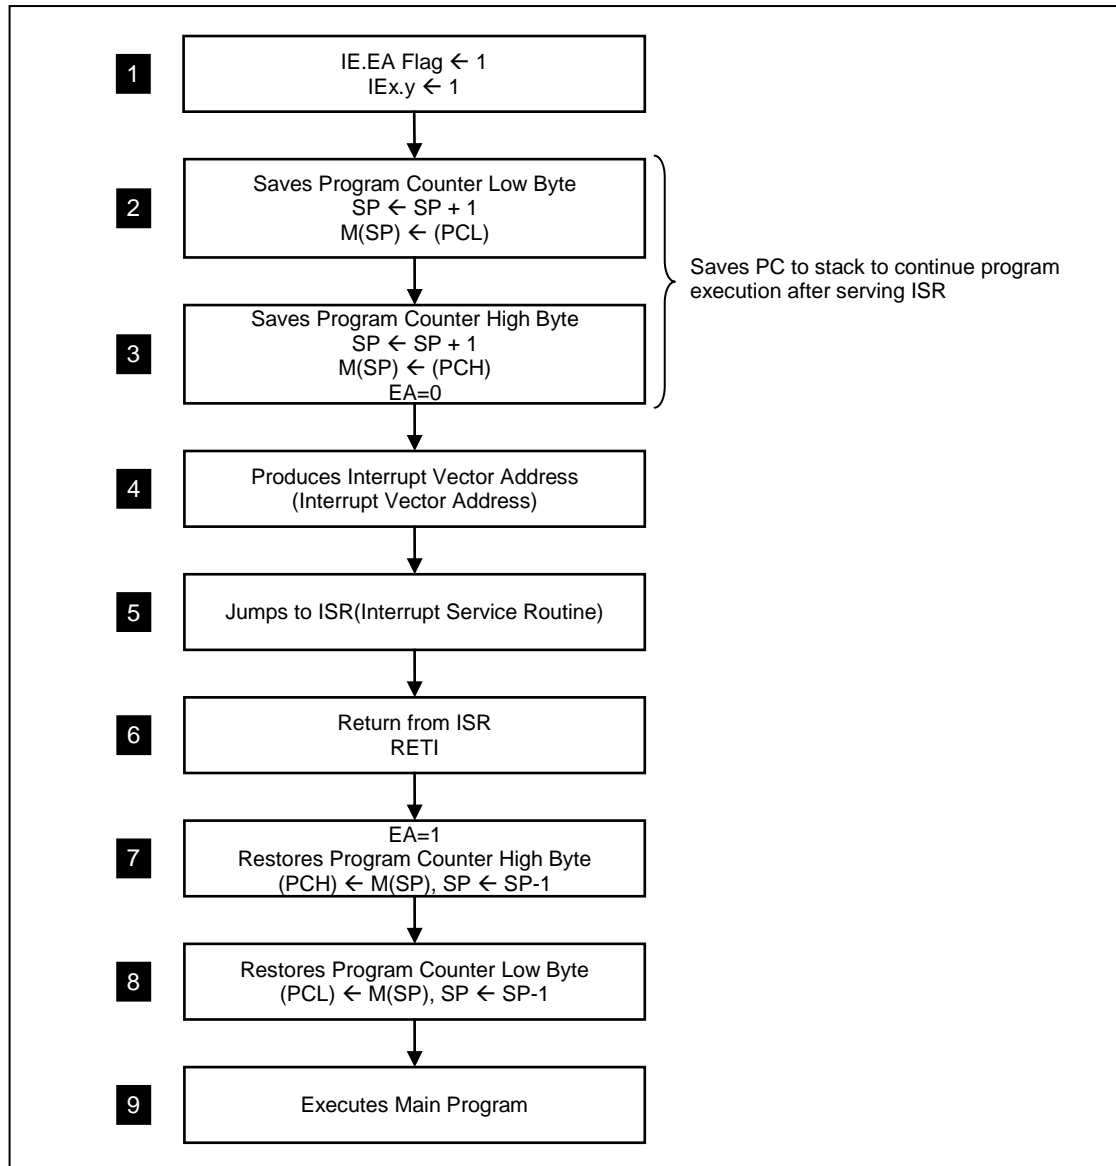 1
IE.EA Flag ← 1
IEx.y ← 1
2
Saves Program Counter Low Byte
SP ← SP + 1
M(SP) ← (PCL)
Saves PC to stack to continue program
execution after serving ISR
3
Saves Program Counter High Byte
SP ← SP + 1
M(SP) ← (PCH)
EA=0
4
Produces Interrupt Vector Address
(Interrupt Vector Address)
5
Jumps to ISR(Interrupt Service Routine)
6
Return from ISR
RETI
7
EA=1
Restores Program Counter High Byte
(PCH) ← M(SP), SP ← SP-1
8
Restores Program Counter Low Byte
(PCL) ← M(SP), SP ← SP-1
9
Executes Main Program